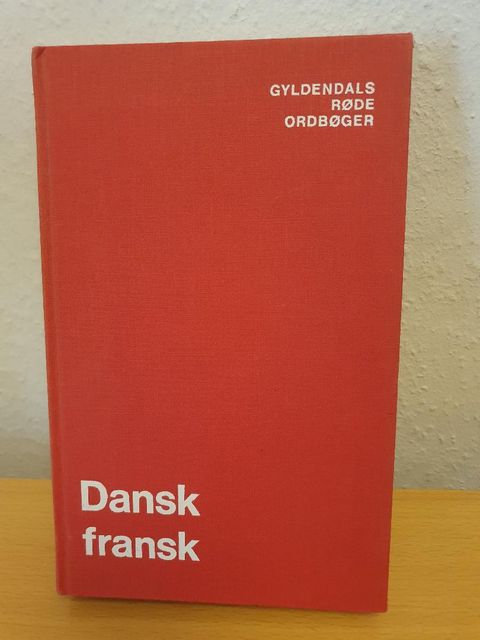 GYLDENDALS
RØDE
ORDBØGER
Dansk
fransk